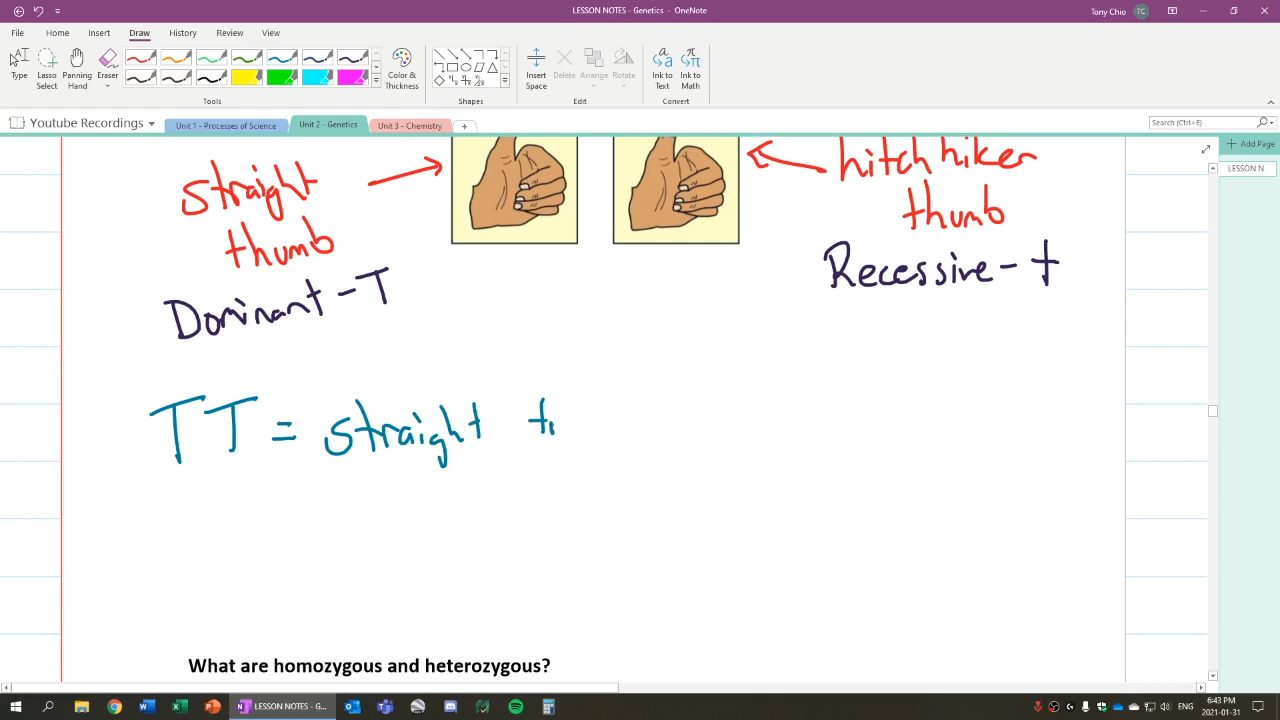 LESSON NOTES - Genetics - OneNote
Tony Chio TC
File Home Insert Draw History Review View
Type Lasso Select Panning Hand Eraser Color & Thickness Insert Space Delete Arrange Rotate Ink to Text Ink to Math
Tools Shapes Edit Convert
Youtube Recordings Unit 1 - Processes of Science Unit 2 - Genetics Unit 3 - Chemistry + Search (Ctrl+E)
Add Page
LESSON N
straight thumb
hitch hiker thumb
Dominant - T
Recessive - t
TT = straight
What are homozygous and heterozygous?
LESSON NOTES - G...
6:43 PM
2021-01-31